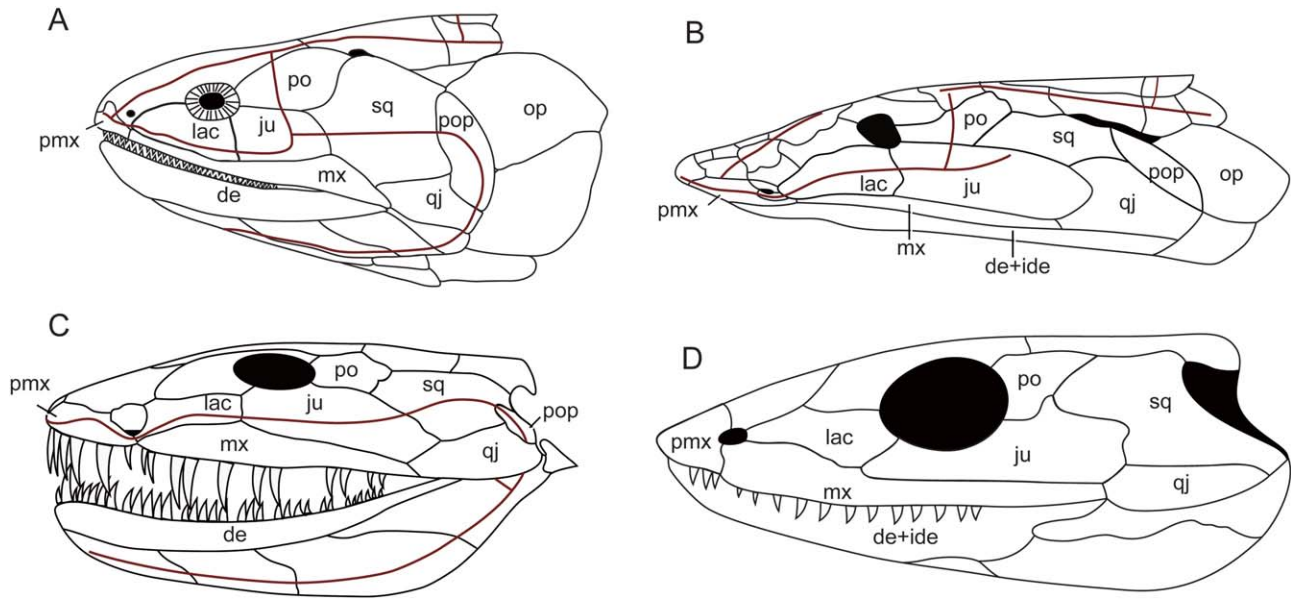 A
po
sq
pop
op
lac
ju
pmx
mx
de
qj
B
po
sq
pop
op
lac
ju
qj
pmx
mx
de+ide
C
pmx
po
sq
lac
ju
pop
mx
qj
de
D
po
pmx
lac
sq
ju
qj
mx
de+ide